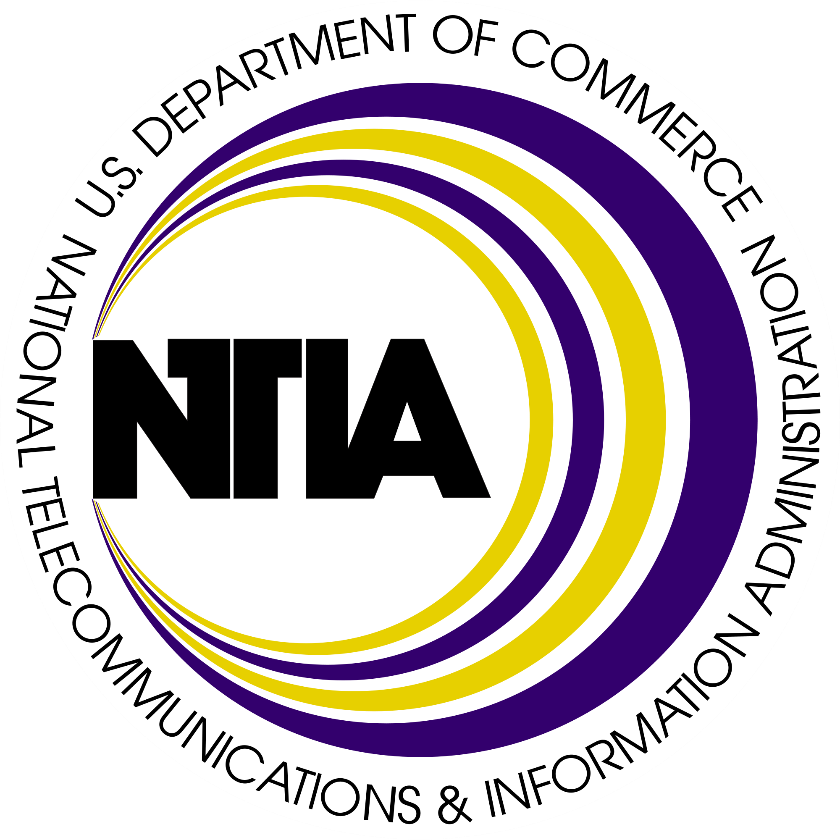 U.S. DEPARTMENT OF COMMERCE
NTIA
NATIONAL TELECOMMUNICATIONS & INFORMATION ADMINISTRATION